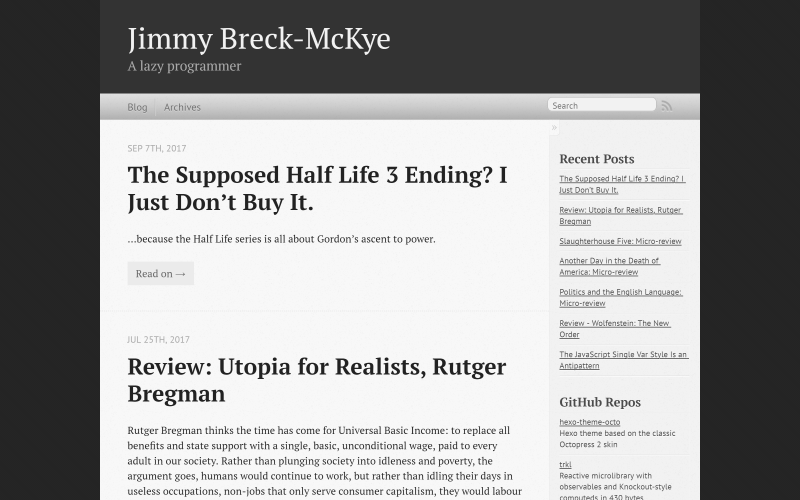 Jimmy Breck-McKye
A lazy programmer
Blog Archives Search
»
SEP 7TH, 2017
The Supposed Half Life 3 Ending? I
Just Don’t Buy It.
…because the Half Life series is all about Gordon’s ascent to power.
Read on →
JUL 25TH, 2017
Review: Utopia for Realists, Rutger
Bregman
Rutger Bregman thinks the time has come for Universal Basic Income: to replace all
benefits and state support with a single, basic, unconditional wage, paid to every
adult in our society. Rather than plunging society into idleness and poverty, the
argument goes, humans would continue to work, but rather than idling their days in
useless occupations, non-jobs that only serve consumer capitalism, they would labour
Recent Posts
The Supposed Half Life 3 Ending? I
Just Don't Buy It.
Review: Utopia for Realists, Rutger
Bregman
Slaughterhouse Five: Micro-review
Another Day in the Death of
America: Micro-review
Politics and the English Language:
Micro-review
Review - Wolfenstein: The New
Order
The JavaScript Single Var Style Is an
Antipattern
GitHub Repos
hexo-theme-octo
Hexo theme based on the classic
Octopress 2 skin
trkl
Reactive microlibrary with
observables and Knockout-style
computeds in 430 bytes